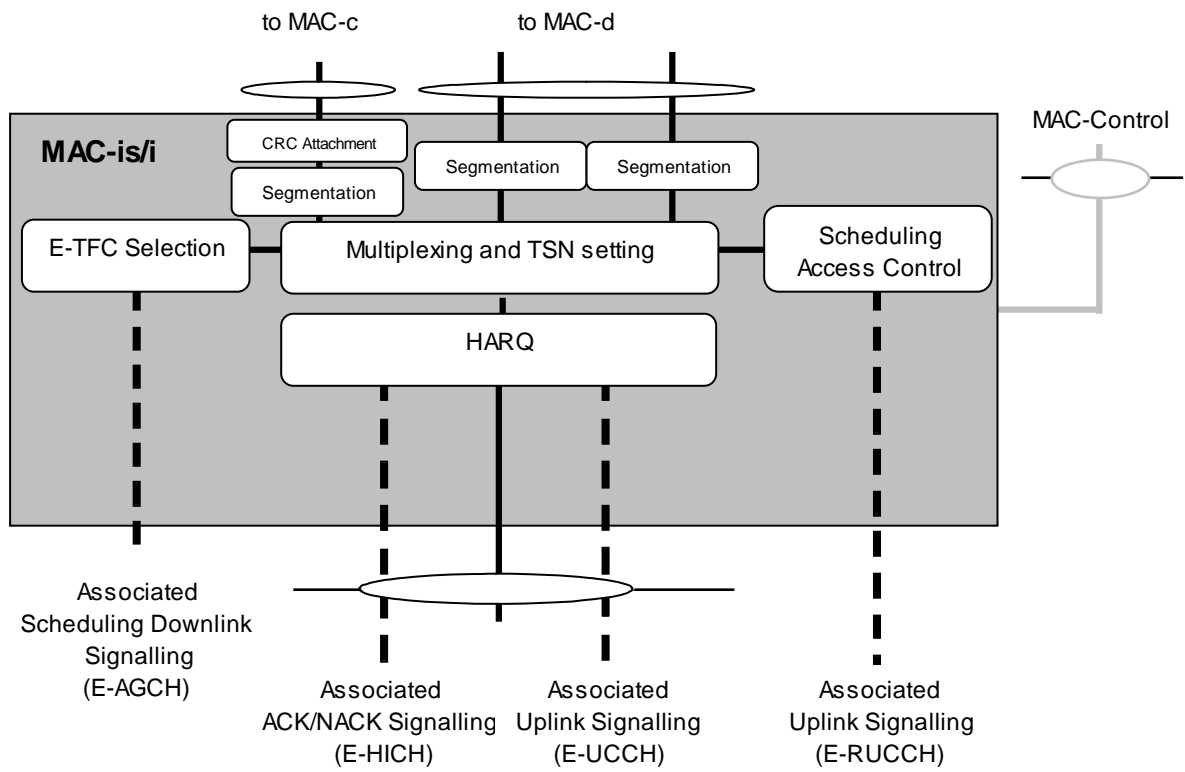 to MAC-c
to MAC-d
MAC-Control
MAC-is/i
CRC Attachment
Segmentation
Segmentation
Segmentation
E-TFC Selection
Multiplexing and TSN setting
Scheduling
Access Control
HARQ
Associated
Scheduling Downlink
Signalling
(E-AGCH)
Associated
ACK/NACK Signalling
(E-HICH)
Associated
Uplink Signalling
(E-UCCH)
Associated
Uplink Signalling
(E-RUCCH)